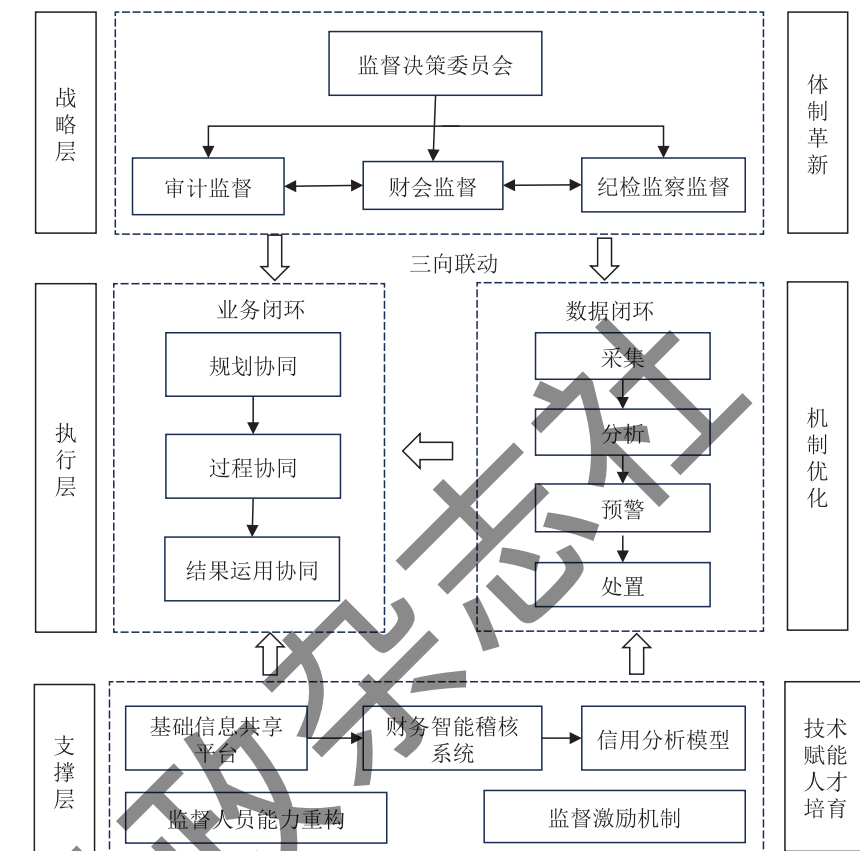 战略层
监督决策委员会
审计监督
财会监督
纪检监察监督
体制革新
三向联动
执行层
业务闭环
规划协同
过程协同
结果运用协同
数据闭环
采集
分析
预警
处置
机制优化
支撑层
基础信息共享
平台
财务智能稽核
系统
信用分析模型
监督人员能力重构
监督激励机制
技术
赋能
人才
培育
政杂志社